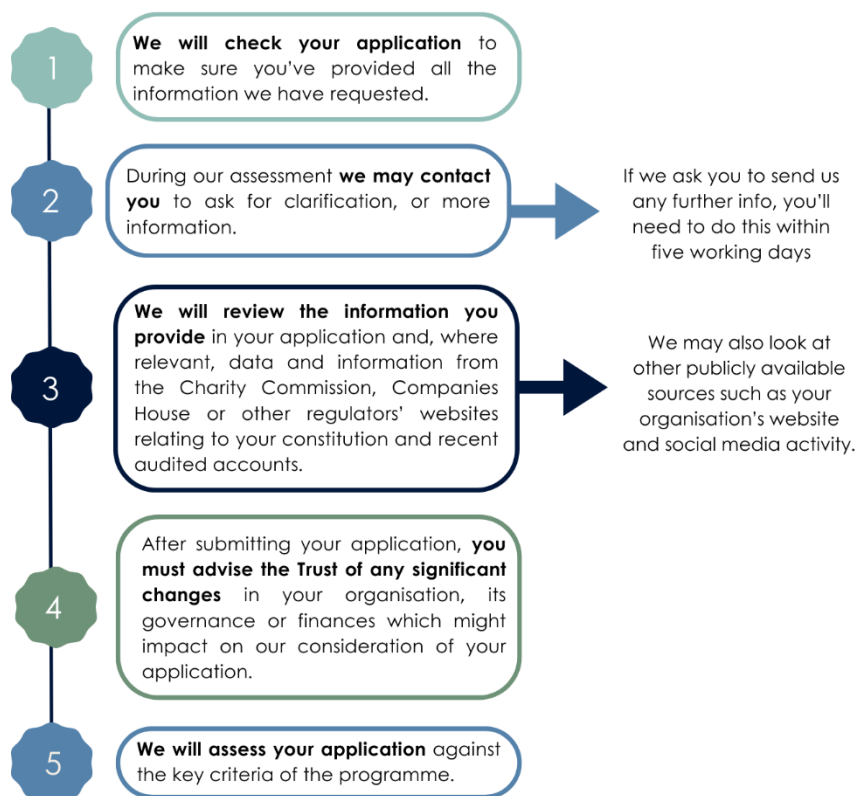 1
We will check your application to
make sure you've provided all the
information we have requested.
2
During our assessment we may contact
you to ask for clarification, or more
information.
If we ask you to send us
any further info, you'll
need to do this within
five working days
3
We will review the information you
provide in your application and, where
relevant, data and information from
the Charity Commission, Companies
House or other regulators' websites
relating to your constitution and recent
audited accounts.
We may also look at
other publicly available
sources such as your
organisation's website
and social media activity.
4
After submitting your application, you
must advise the Trust of any significant
changes in your organisation, its
governance or finances which might
impact on our consideration of your
application.
5
We will assess your application against
the key criteria of the programme.